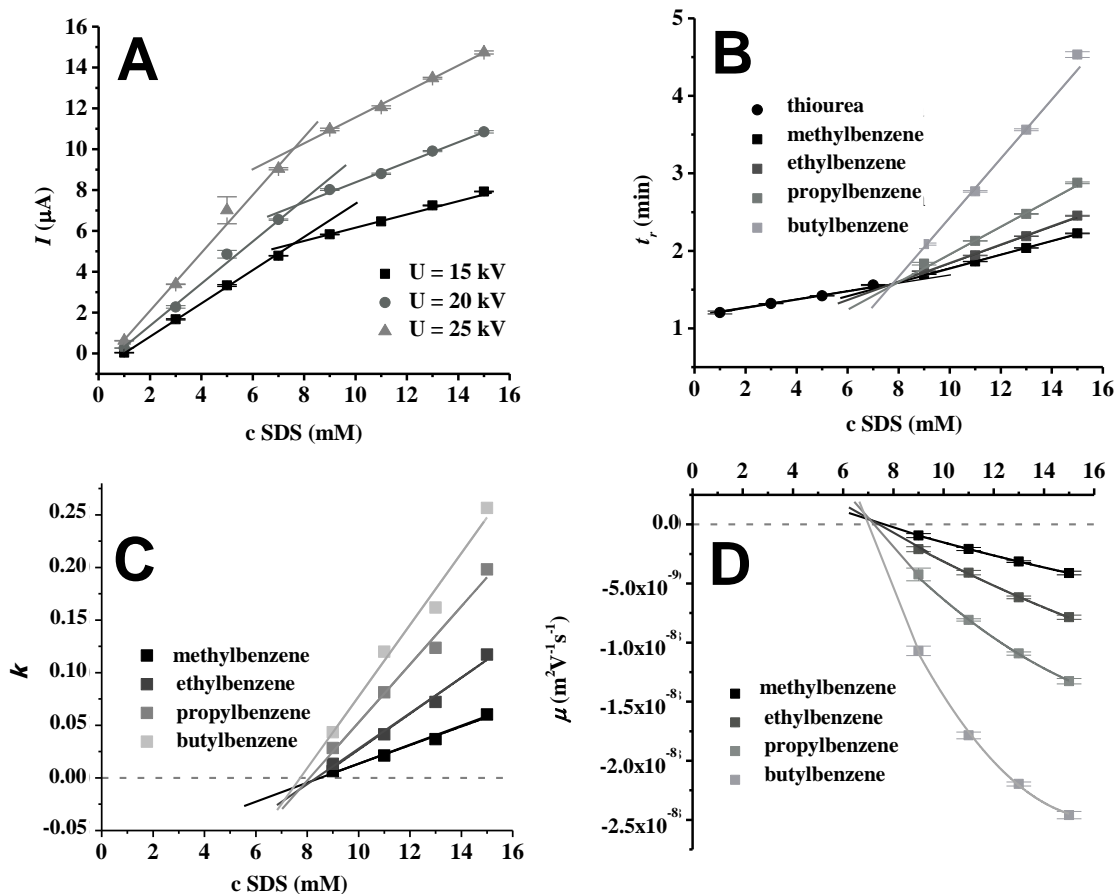 A
I (µA)
16
14
12
10
8
6
4
2
0
U = 15 kV
U = 20 kV
U = 25 kV
0 2 4 6 8 10 12 14 16
c SDS (mM)
B
t_r (min)
5
4
3
2
1
thiourea
methylbenzene
ethylbenzene
propylbenzene
butylbenzene
0 2 4 6 8 10 12 14 16
c SDS (mM)
C
k
0.25
0.20
0.15
0.10
0.05
0.00
-0.05
methylbenzene
ethylbenzene
propylbenzene
butylbenzene
0 2 4 6 8 10 12 14 16
c SDS (mM)
0 2 4 6 8 10 12 14 16
D
µ (m²V⁻¹s⁻¹)
0.0
-5.0x10⁻⁹
-1.0x10⁻⁸
-1.5x10⁻⁸
-2.0x10⁻⁸
-2.5x10⁻⁸
methylbenzene
ethylbenzene
propylbenzene
butylbenzene